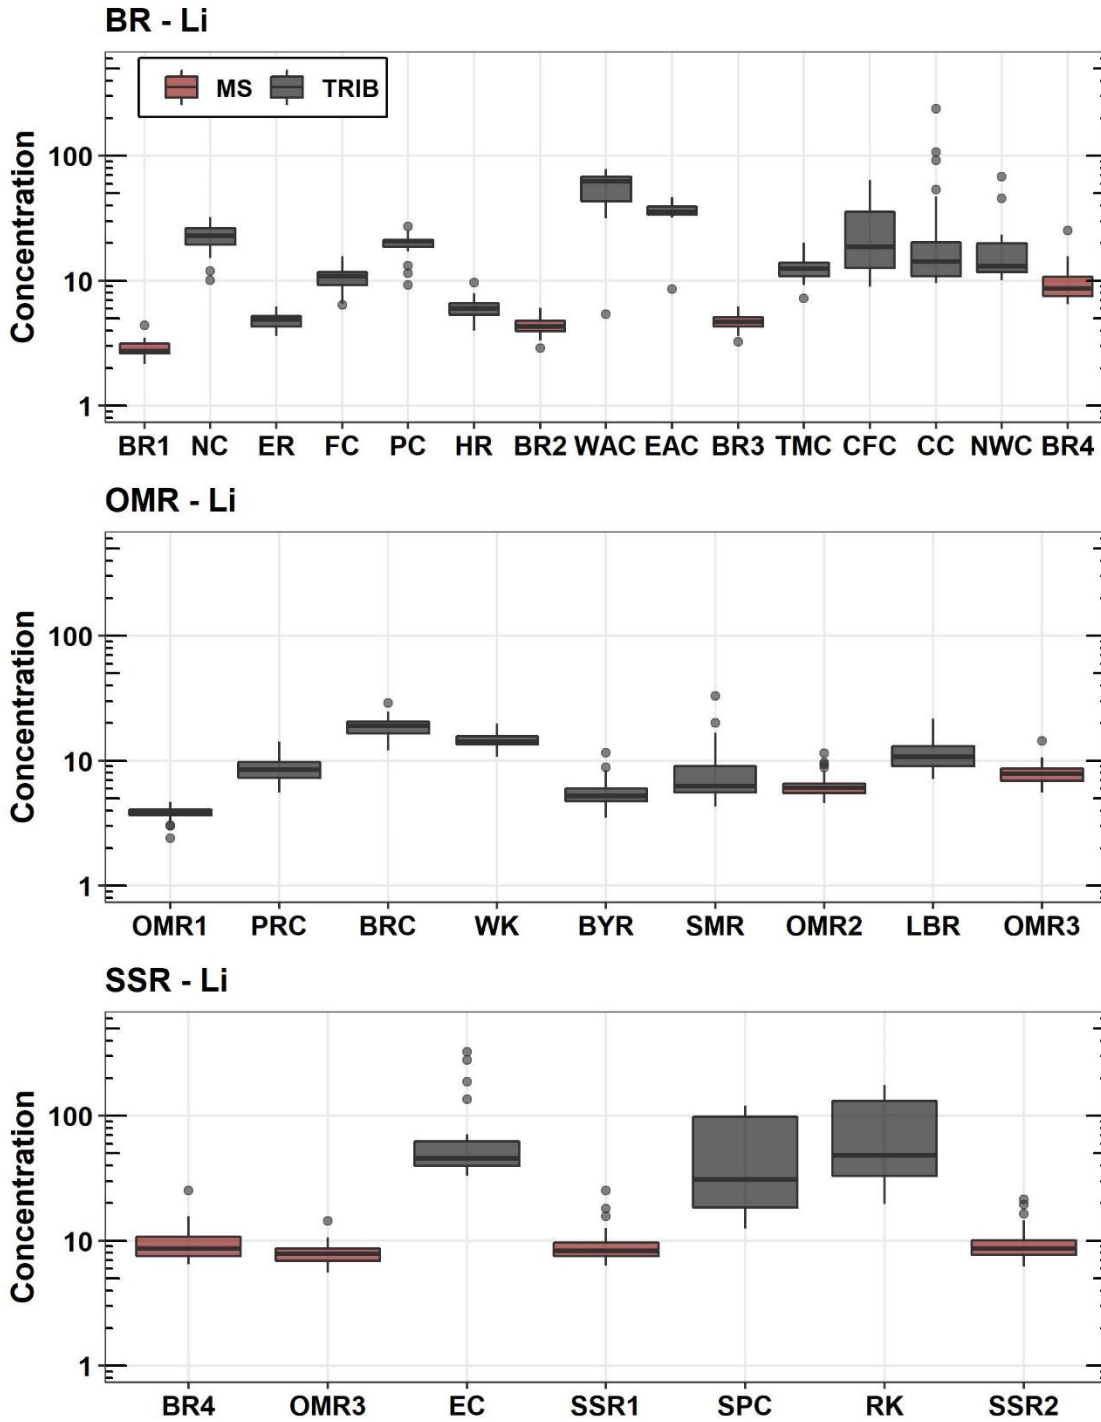 BR - Li
MS TRIB
Concentration
100
10
1
BR1 NC ER FC PC HR BR2 WAC EAC BR3 TMC CFC CC NWC BR4
OMR - Li
Concentration
100
10
1
OMR1 PRC BRC WK BYR SMR OMR2 LBR OMR3
SSR - Li
Concentration
100
10
1
BR4 OMR3 EC SSR1 SPC RK SSR2